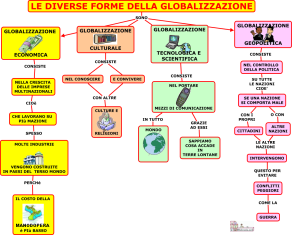 LE DIVERSE FORME DELLA GLOBALIZZAZIONE
SONO
GLOBALIZZAZIONE
ECONOMICA
CONSISTE
NELLA CRESCITA
DELLE IMPRESE
MULTINAZIONALI
CIOE'
CHE LAVORANO SU
PIÙ NAZIONI
SPESSO
MOLTE INDUSTRIE
VENGONO COSTRUITE
IN PAESI DEL TERZO MONDO
PERCHé
IL COSTO DELLA
MANODOPERA
è PIù BASSO
GLOBALIZZAZIONE
CULTURALE
CONSISTE
NEL CONOSCERE
E CONVIVERE
CON ALTRE
CULTURE E
RELIGIONI
GLOBALIZZAZIONE
TECNOLOGICA E
SCIENTIFICA
CONSISTE
NEL PORTARE
MEZZI DI COMUNICAZIONE
IN TUTTO
MONDO
GRAZIE
AD ESSI
SAPPIAMO
COSA ACCADE
IN
TERRE LONTANE
GLOBALIZZAZIONE
GEOPOLITICA
CONSISTE
NEL CONTROLLO
DELLA POLITICA
SU TUTTE
LE NAZIONI
CIOE'
SE UNA NAZIONE
SI COMPORTA MALE
CON I
PROPRI
CITTADINI
O CON
ALTRE
NAZIONI
LE ALTRE
NAZIONI
INTERVENGONO
QUESTO PER
EVITARE
CONFLITTI
PEGGIORI
COME LA
GUERRA